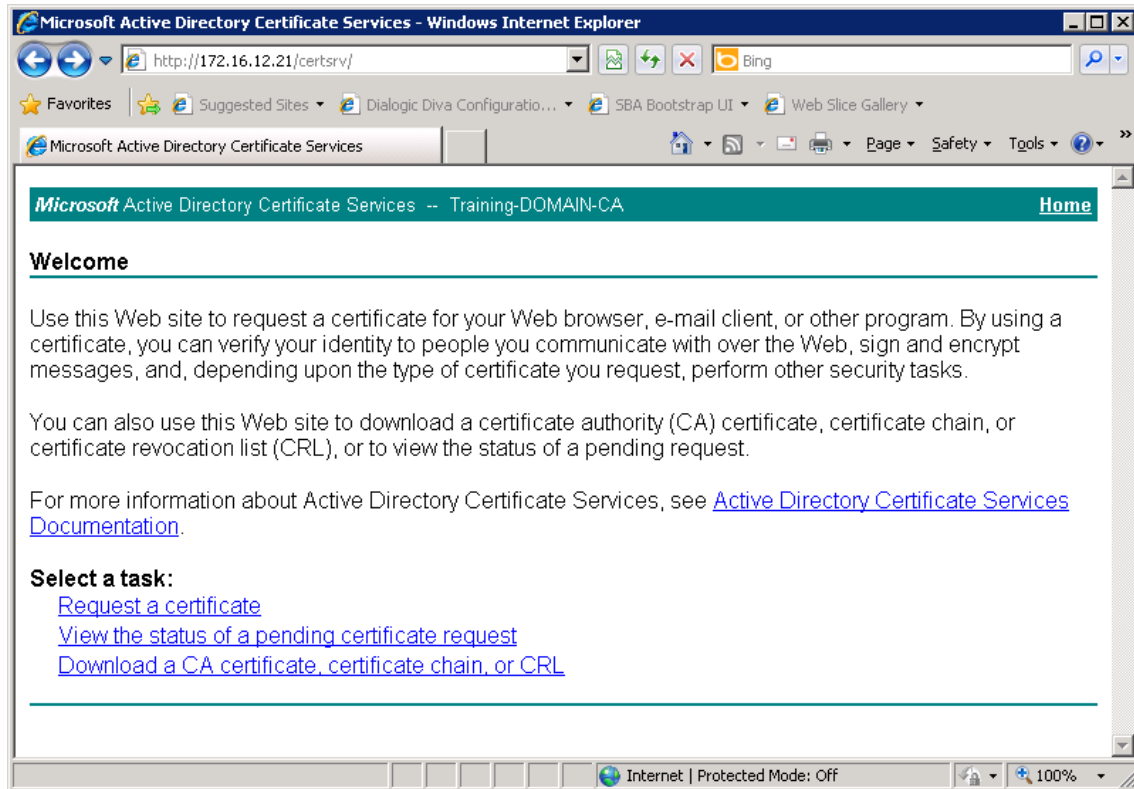 Microsoft Active Directory Certificate Services - Windows Internet Explorer
http://172.16.12.21/certsrv/
Bing
Favorites Suggested Sites Dialogic Diva Configuratio... SBA Bootstrap UI Web Slice Gallery
Microsoft Active Directory Certificate Services
Page Safety Tools »
Microsoft Active Directory Certificate Services -- Training-DOMAIN-CA Home
Welcome
Use this Web site to request a certificate for your Web browser, e-mail client, or other program. By using a
certificate, you can verify your identity to people you communicate with over the Web, sign and encrypt
messages, and, depending upon the type of certificate you request, perform other security tasks.
You can also use this Web site to download a certificate authority (CA) certificate, certificate chain, or
certificate revocation list (CRL), or to view the status of a pending request.
For more information about Active Directory Certificate Services, see Active Directory Certificate Services
Documentation.
Select a task:
Request a certificate
View the status of a pending certificate request
Download a CA certificate, certificate chain, or CRL
Internet | Protected Mode: Off 100%